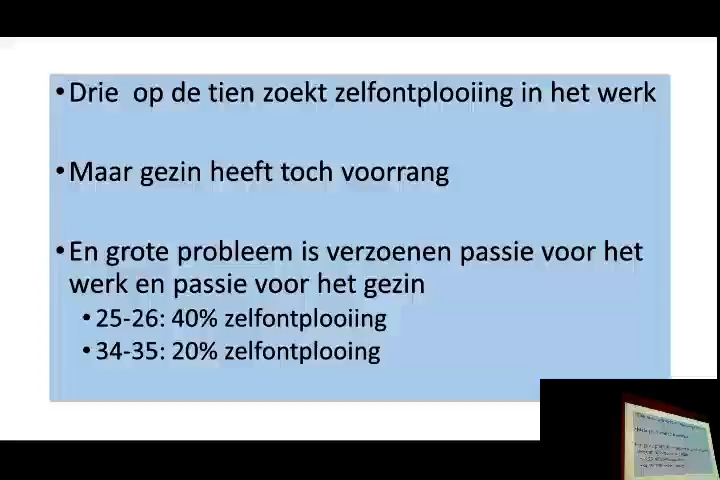 •Drie  op de tien zoekt zelfontplooiing in het werk
•Maar gezin heeft toch voorrang
•En grote probleem is verzoenen passie voor het
werk en passie voor het gezin
•25-26: 40% zelfontplooiing
•34-35: 20% zelfontplooing